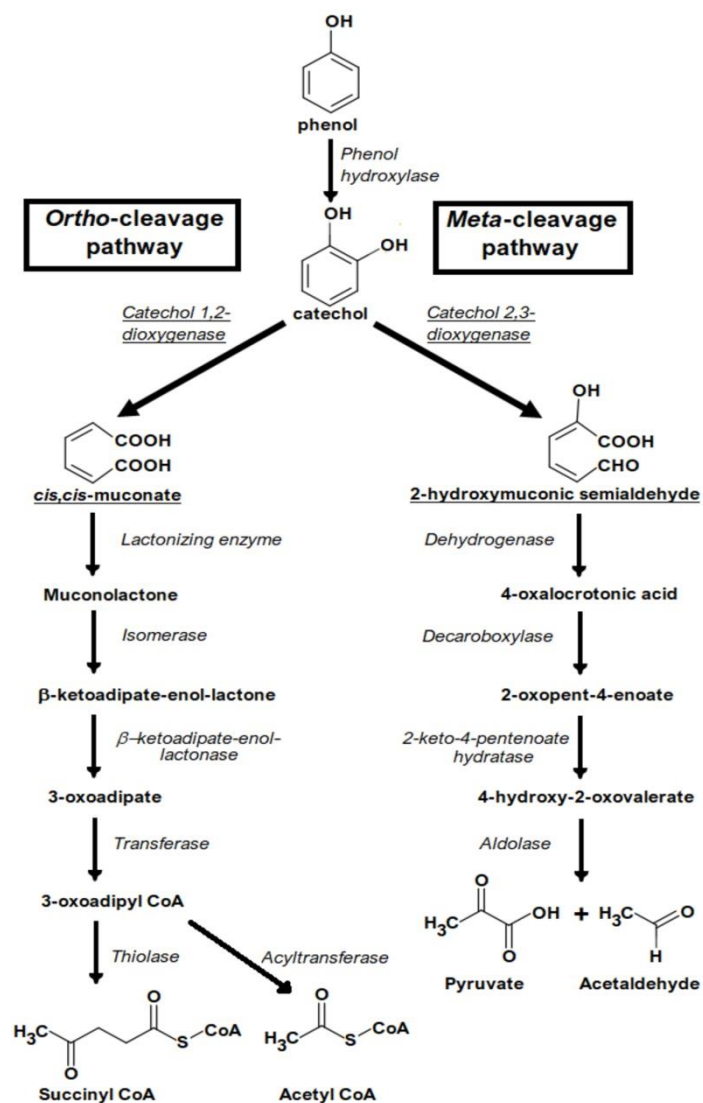 OH
phenol
Phenol
hydroxylase
Ortho-cleavage
pathway
Meta-cleavage
pathway
OH
OH
catechol
Catechol 1,2-
dioxygenase
Catechol 2,3-
dioxygenase
COOH
COOH
cis,cis-muconate
OH
COOH
CHO
2-hydroxymuconic semialdehyde
Lactonizing enzyme
Dehydrogenase
Muconolactone
4-oxalocrotonic acid
Isomerase
Decaroboxylase
β-ketoadipate-enol-lactone
2-oxopent-4-enoate
β-ketoadipate-enol-
lactonase
2-keto-4-pentenoate
hydratase
3-oxoadipate
4-hydroxy-2-oxovalerate
Transferase
Aldolase
3-oxoadipyl CoA
Thiolase
Acyltransferase
O
H3C
OH
O
+
H3C
O
H
Pyruvate
Acetaldehyde
O
H3C
S
CoA
O
Succinyl CoA
O
H3C
S
CoA
Acetyl CoA